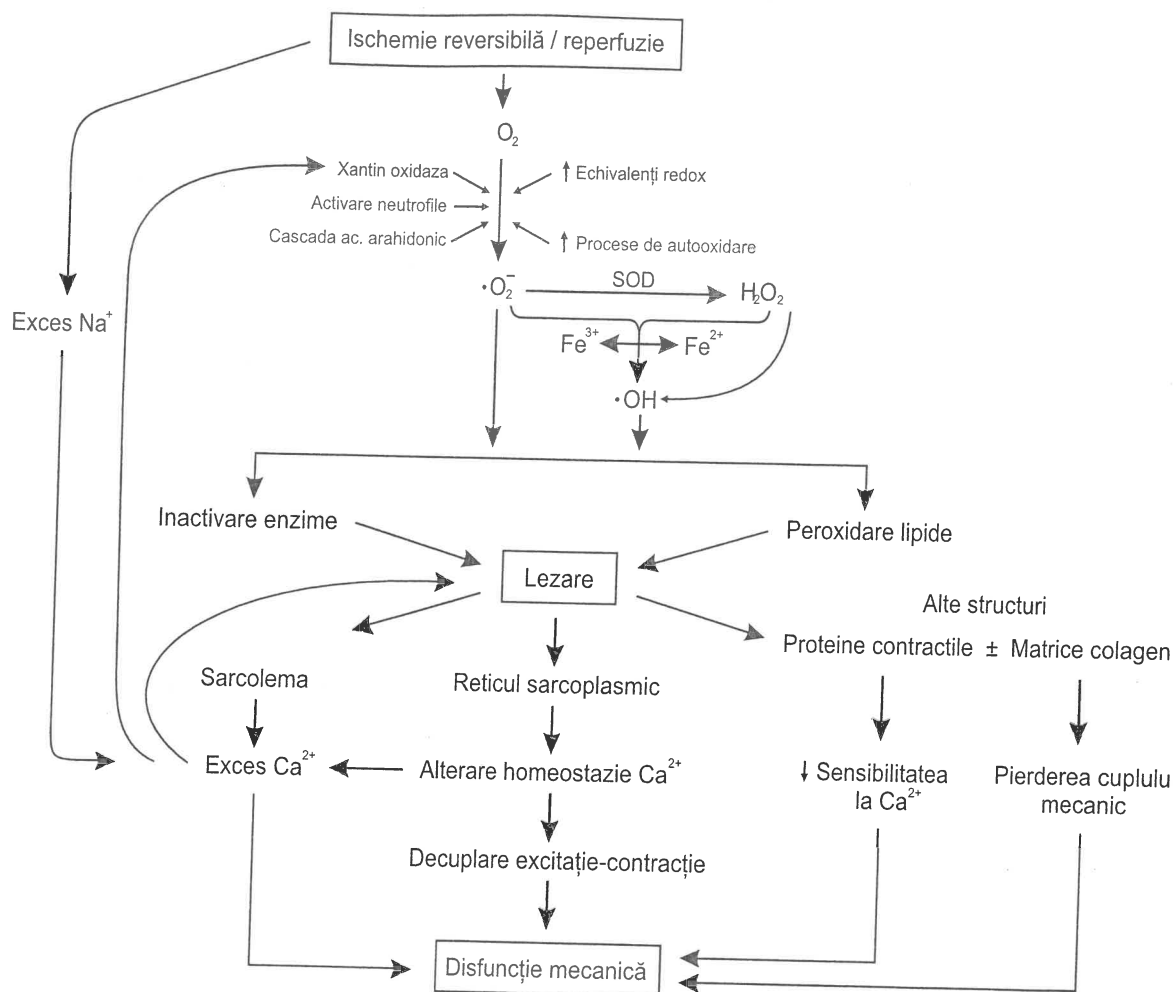 Ischemie reversibilă / reperfuzie
O₂
Xantin oxidaza
↑ Echivalenți redox
Activare neutrofile
Cascada ac. arahidonic
↑ Procese de autooxidare
·O₂⁻
SOD
H₂O₂
Exces Na⁺
Fe³⁺
Fe²⁺
·OH
Inactivare enzime
Peroxidare lipide
Lezare
Alte structuri
Proteine contractile ± Matrice colagen
Sarcolema
Reticul sarcoplasmic
Exces Ca²⁺
Alterare homeostazie Ca²⁺
↓ Sensibilitatea
la Ca²⁺
Pierderea cuplulu
mecanic
Decuplare excitație-contracție
Disfuncție mecanică